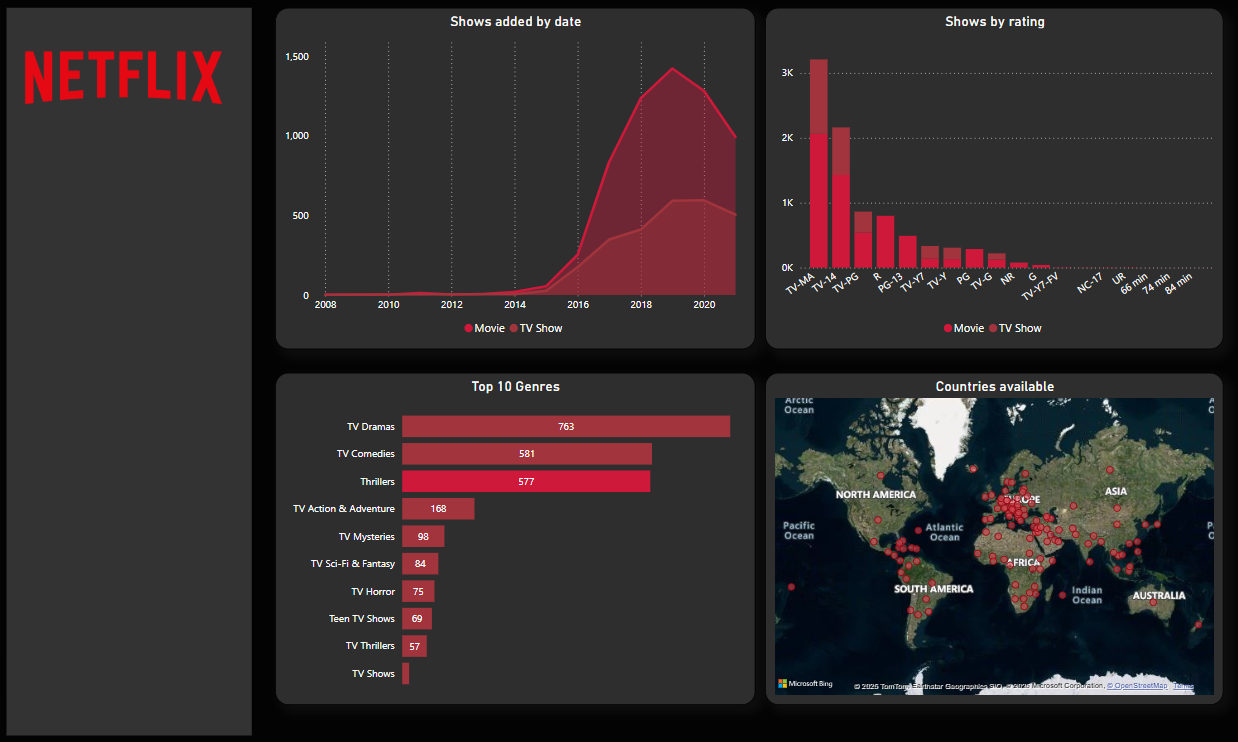 NETFLIX
Shows added by date
1,500
1,000
500
0
2008 2010 2012 2014 2016 2018 2020
Movie TV Show
Shows by rating
3K
2K
1K
0K
TV-MA TV-14 TV-PG R PG-13 TV-Y7 TV-Y PG TV-G NR G TV-Y7-FV NC-17 UR 66 min 74 min 84 min
Movie TV Show
Top 10 Genres
TV Dramas 763
TV Comedies 581
Thrillers 577
TV Action & Adventure 168
TV Mysteries 98
TV Sci-Fi & Fantasy 84
TV Horror 75
Teen TV Shows 69
TV Thrillers 57
TV Shows
Countries available
Arctic
Ocean
NORTH AMERICA
EUROPE
ASIA
Pacific
Ocean
Atlantic
Ocean
AFRICA
SOUTH AMERICA
Indian
Ocean
AUSTRALIA
Microsoft Bing
© 2025 TomTom, Earthstar Geographics SIO, © 2025 Microsoft Corporation, © OpenStreetMap Terms